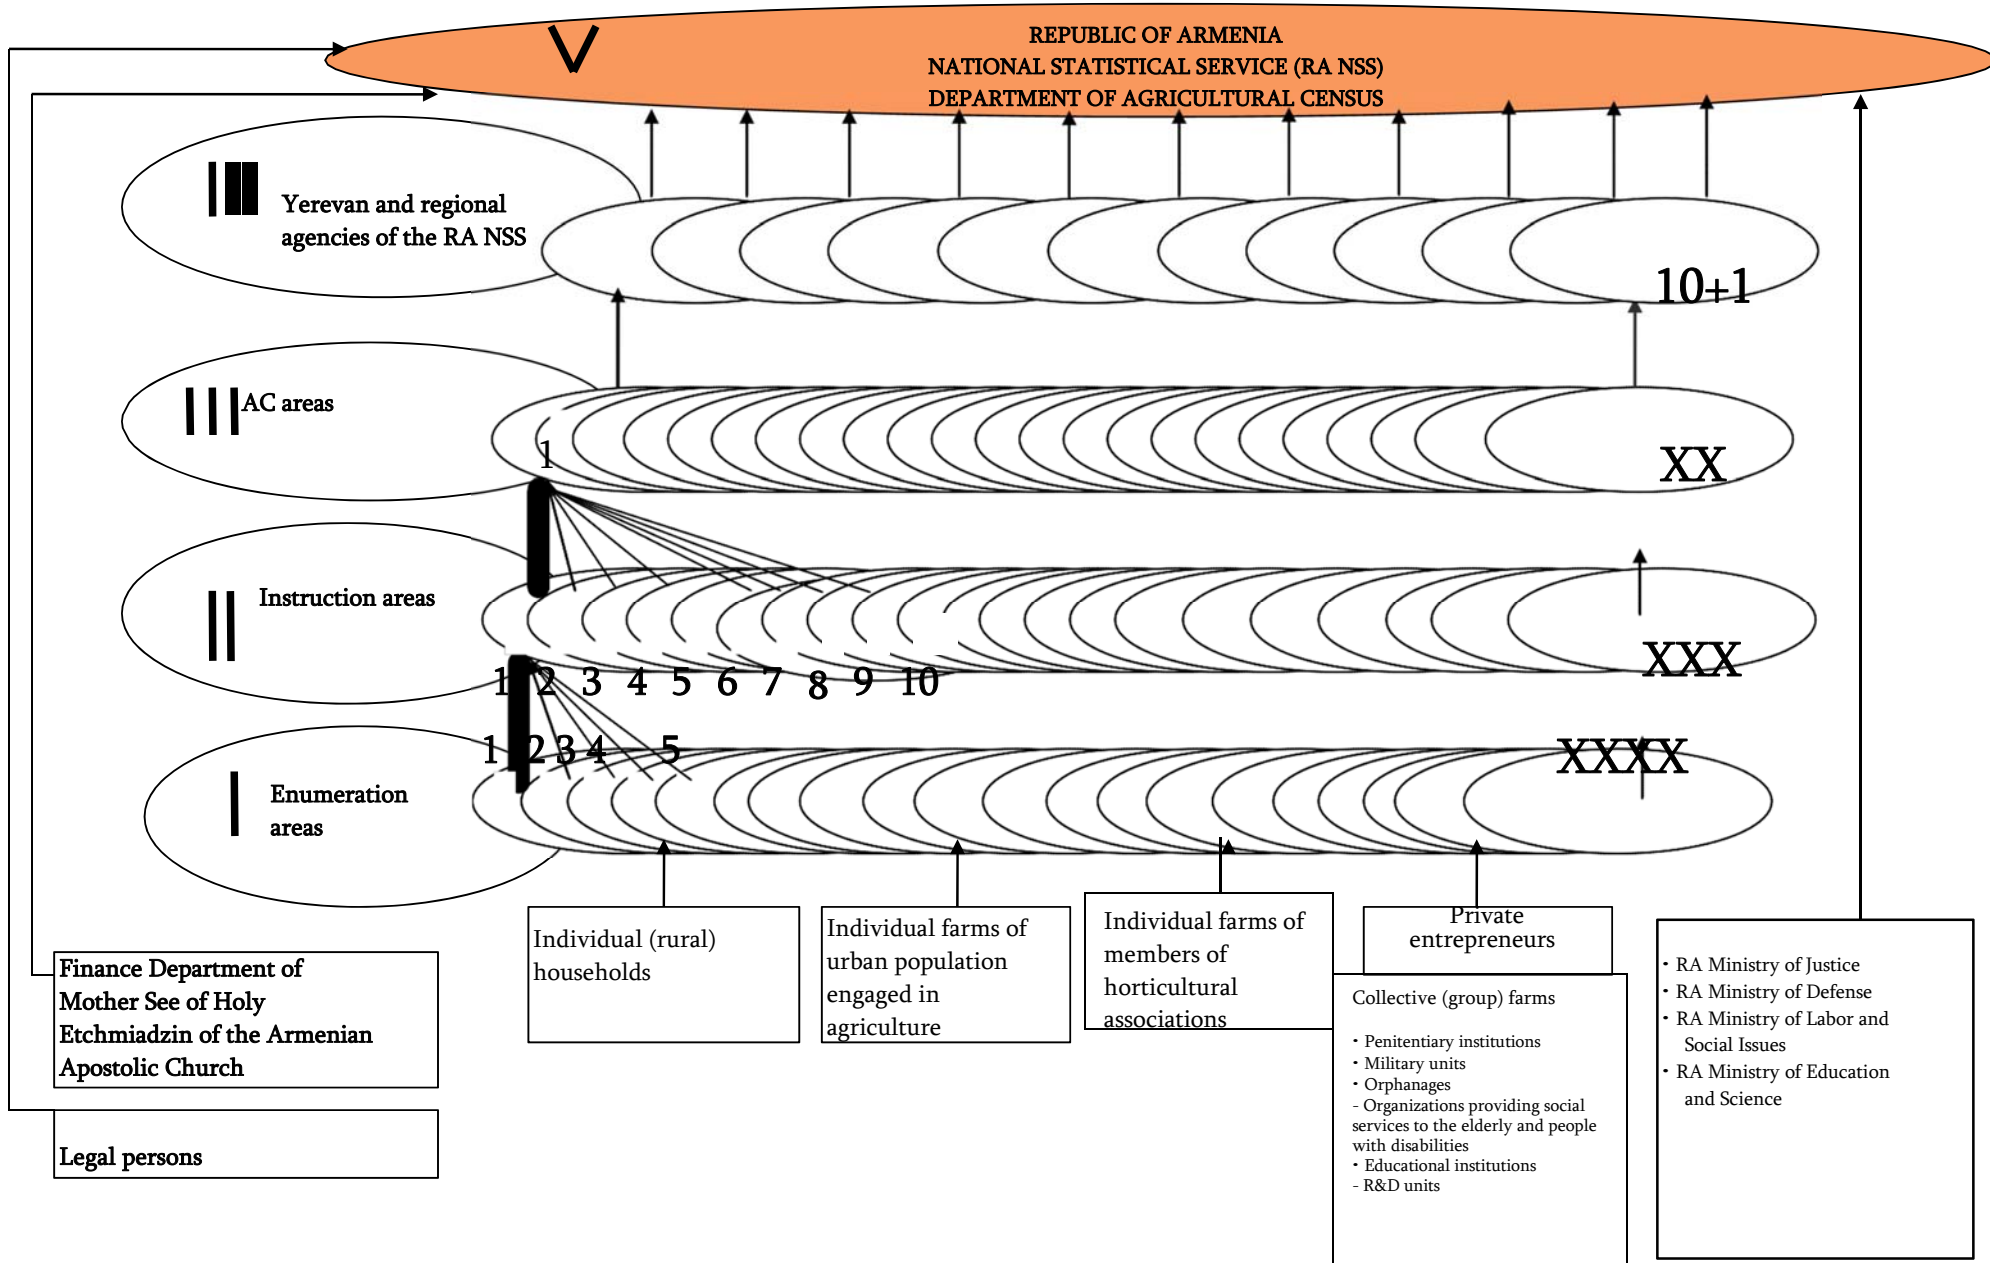 V
REPUBLIC OF ARMENIA
NATIONAL STATISTICAL SERVICE (RA NSS)
DEPARTMENT OF AGRICULTURAL CENSUS
Yerevan and regional
agencies of the RA NSS
10+1
III
AC areas
1
XX
II
Instruction areas
1 2 3 4 5 6 7 8 9 10
XXX
I
Enumeration
areas
1 2 3 4 5
XXXX
Finance Department of
Mother See of Holy
Etchmiadzin of the Armenian
Apostolic Church
Legal persons
Individual (rural)
households
Individual farms of
urban population
engaged in
agriculture
Individual farms of
members of
horticultural
associations
Private
entrepreneurs
Collective (group) farms
• Penitentiary institutions
• Military units
• Orphanages
- Organizations providing social
services to the elderly and people
with disabilities
• Educational institutions
- R&D units
• RA Ministry of Justice
• RA Ministry of Defense
• RA Ministry of Labor and
Social Issues
• RA Ministry of Education
and Science